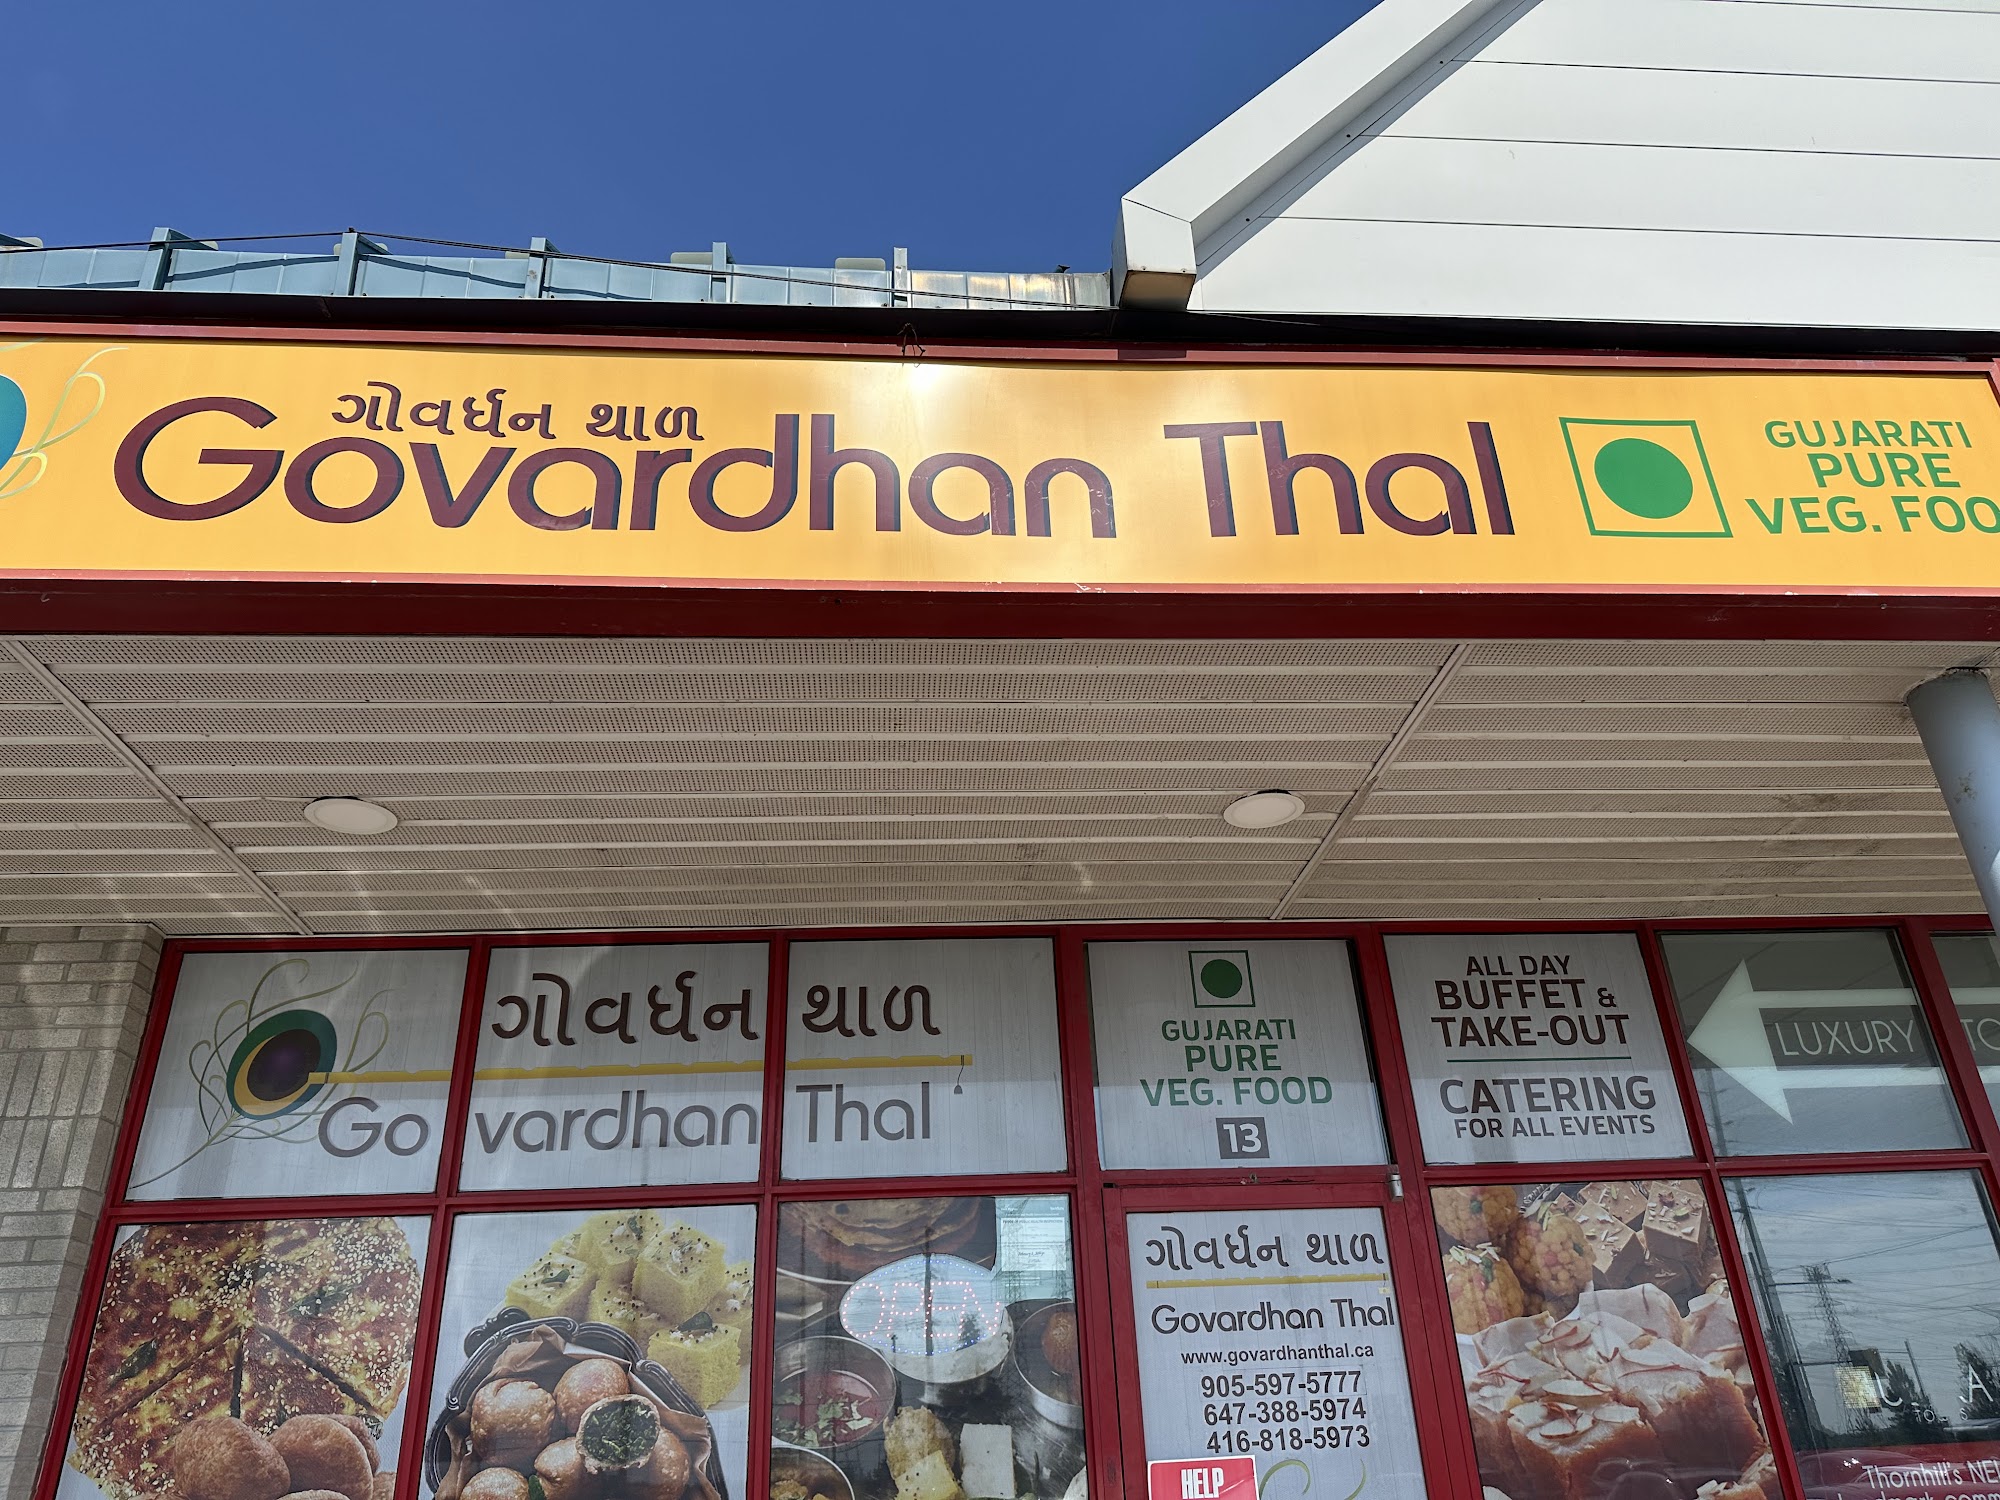 ગોવર્ધન થાળ
Govardhan Thal
GUJARATI
PURE
VEG. FOO
ગોવર્ધન થાળ
Govardhan Thal
GUJARATI
PURE
VEG. FOOD
13
ALL DAY
BUFFET &
TAKE-OUT
CATERING
FOR ALL EVENTS
LUXURY TO
OPEN
ગોવર્ધન થાળ
Govardhan Thal
www.govardhanthal.ca
905-597-5777
647-388-5974
416-818-5973
HELP
Thornhill's NE